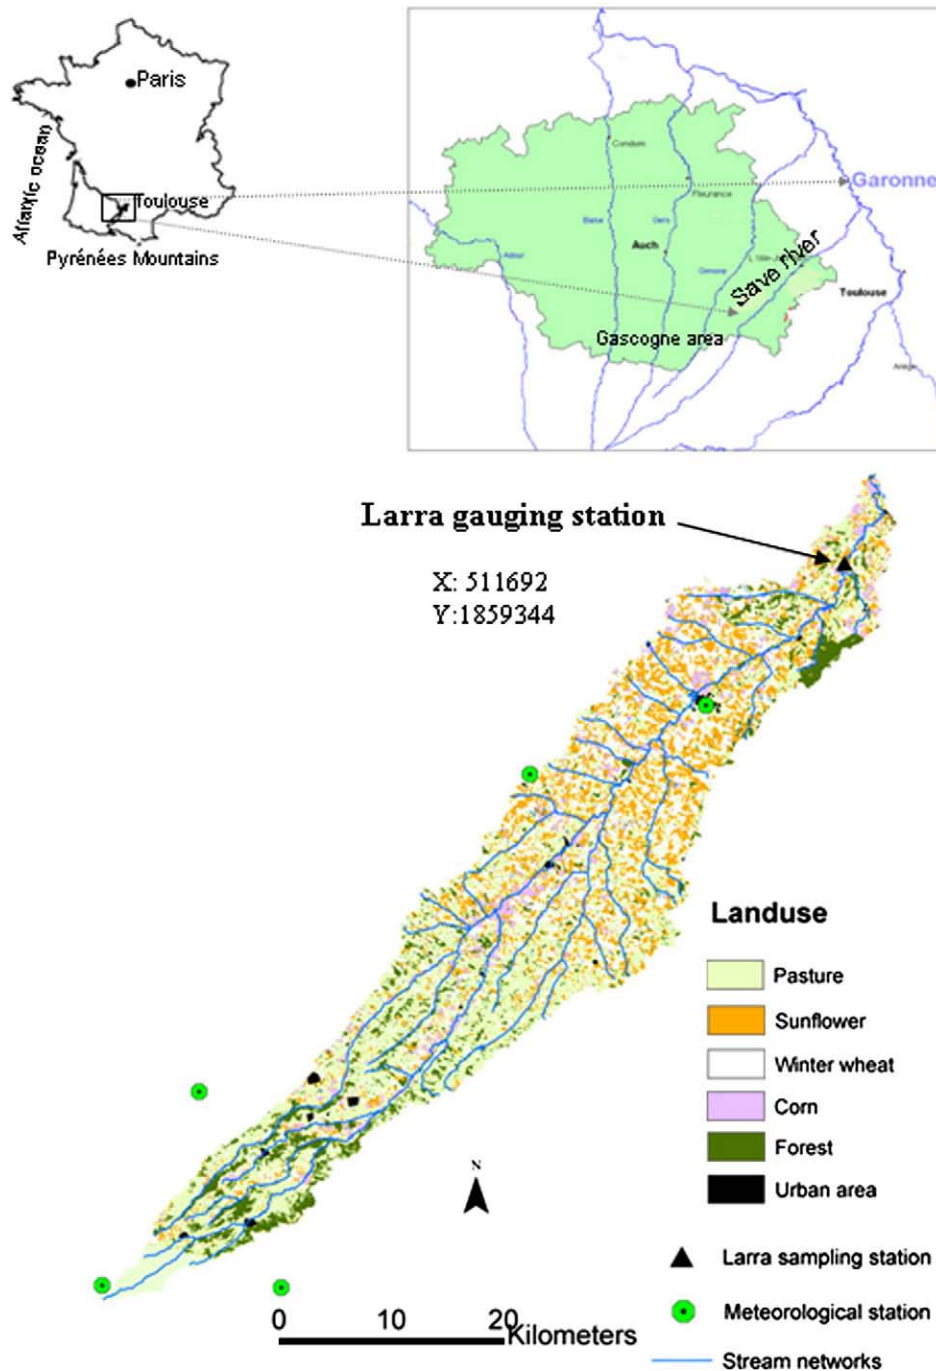 Paris
Atlantic ocean
Toulouse
Pyrénées Mountains
Condom
Fleurance
Garonne
Baïse
Gers
Auch
Gimone
Adour
Save river
Toulouse
Gascogne area
Ariège
Larra gauging station
X: 511692
Y:1859344
Landuse
Pasture
Sunflower
Winter wheat
Corn
Forest
Urban area
N
Larra sampling station
Meteorological station
0 10 20 Kilometers
Stream networks